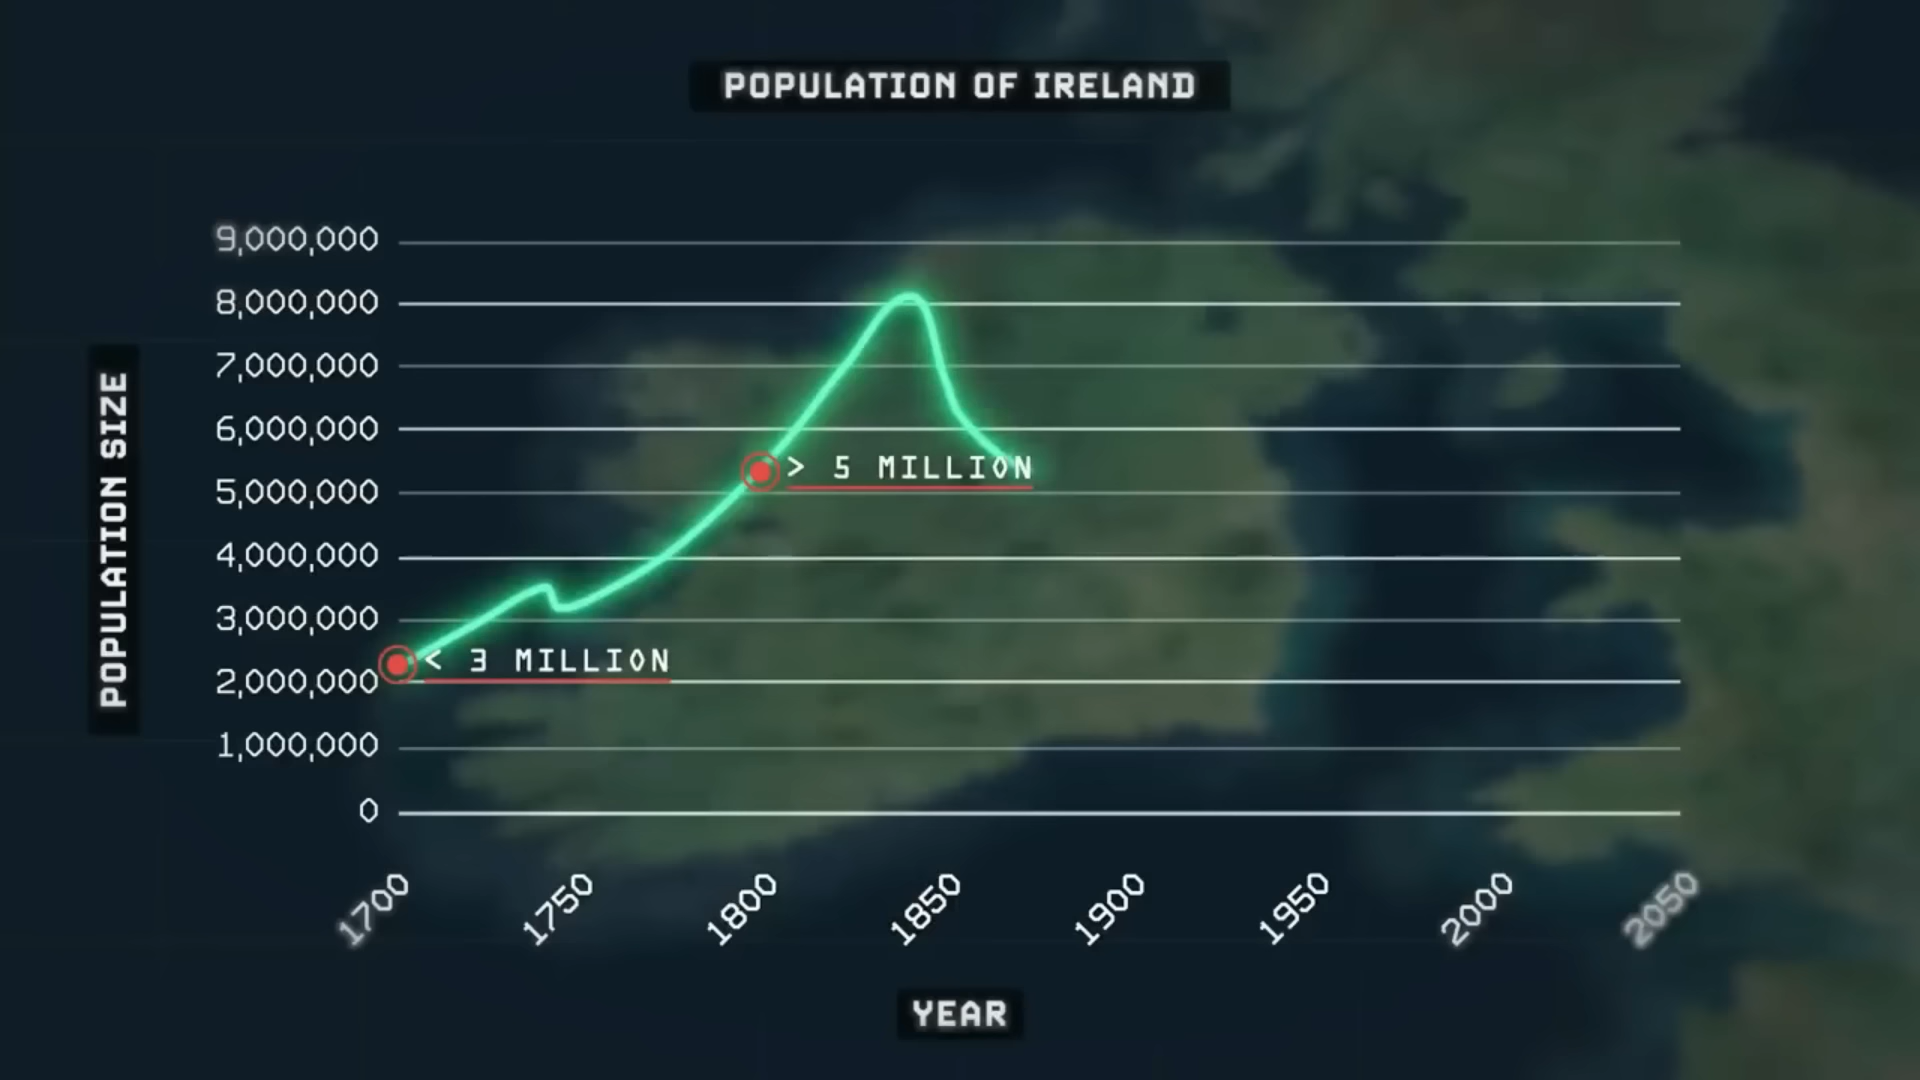 POPULATION OF IRELAND
9,000,000
8,000,000
7,000,000
6,000,000
> 5 MILLION
5,000,000
4,000,000
3,000,000
< 3 MILLION
2,000,000
1,000,000
0
POPULATION SIZE
1700 1750 1800 1850 1900 1950 2000 2050
YEAR